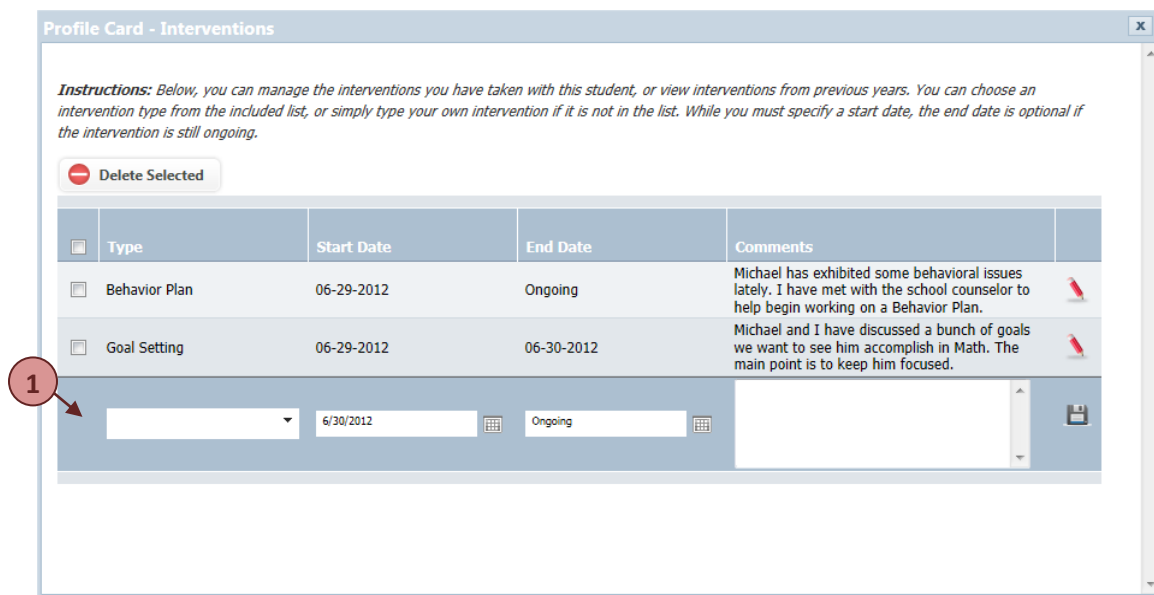 Profile Card - Interventions
x
Instructions: Below, you can manage the interventions you have taken with this student, or view interventions from previous years. You can choose an
intervention type from the included list, or simply type your own intervention if it is not in the list. While you must specify a start date, the end date is optional if
the intervention is still ongoing.
Delete Selected
Type Start Date End Date Comments
Behavior Plan 06-29-2012 Ongoing
Michael has exhibited some behavioral issues
lately. I have met with the school counselor to
help begin working on a Behavior Plan.
Goal Setting 06-29-2012 06-30-2012
Michael and I have discussed a bunch of goals
we want to see him accomplish in Math. The
main point is to keep him focused.
1
6/30/2012 Ongoing